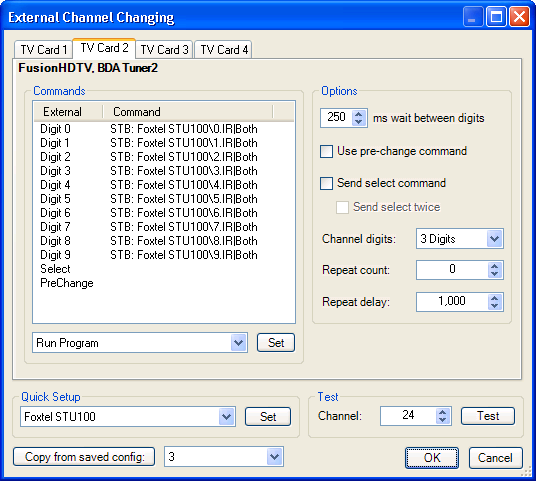 External Channel Changing
TV Card 1 TV Card 2 TV Card 3 TV Card 4
FusionHDTV, BDA Tuner2
Commands
External Command
Digit 0 STB: Foxtel STU100\0.IR|Both
Digit 1 STB: Foxtel STU100\1.IR|Both
Digit 2 STB: Foxtel STU100\2.IR|Both
Digit 3 STB: Foxtel STU100\3.IR|Both
Digit 4 STB: Foxtel STU100\4.IR|Both
Digit 5 STB: Foxtel STU100\5.IR|Both
Digit 6 STB: Foxtel STU100\6.IR|Both
Digit 7 STB: Foxtel STU100\7.IR|Both
Digit 8 STB: Foxtel STU100\8.IR|Both
Digit 9 STB: Foxtel STU100\9.IR|Both
Select
PreChange
Run Program Set
Options
250 ms wait between digits
Use pre-change command
Send select command
Send select twice
Channel digits: 3 Digits
Repeat count: 0
Repeat delay: 1,000
Quick Setup
Foxtel STU100 Set
Test
Channel: 24 Test
Copy from saved config: 3
OK Cancel